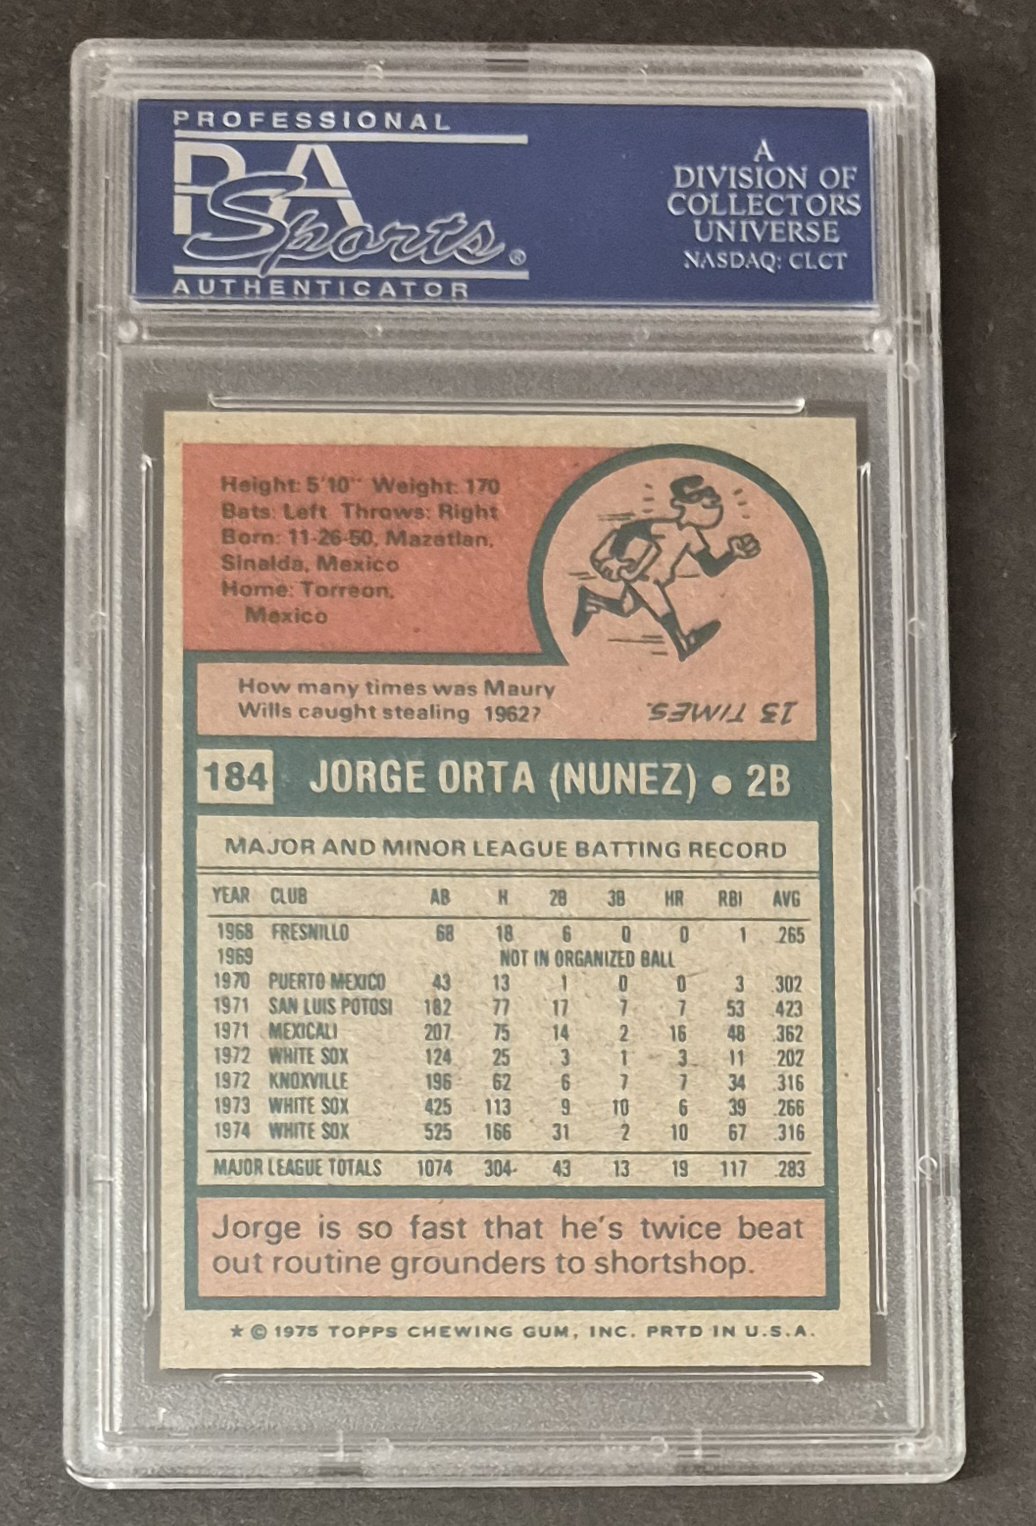 PROFESSIONAL
PSA
Sports®
AUTHENTICATOR
A
DIVISION OF
COLLECTORS
UNIVERSE
NASDAQ: CLCT
Height: 5'10" Weight: 170
Bats: Left Throws: Right
Born: 11-26-50, Mazatlan,
Sinalda, Mexico
Home: Torreon,
Mexico
How many times was Maury
Wills caught stealing 1962?
13 TIMES.
184 JORGE ORTA (NUNEZ) • 2B
MAJOR AND MINOR LEAGUE BATTING RECORD
YEAR CLUB AB H 2B 3B HR RBI AVG
1968 FRESNILLO 68 18 6 0 0 1 .265
1969 NOT IN ORGANIZED BALL
1970 PUERTO MEXICO 43 13 1 0 0 3 .302
1971 SAN LUIS POTOSI 182 77 17 7 7 53 .423
1971 MEXICALI 207 75 14 2 16 48 .362
1972 WHITE SOX 124 25 3 1 3 11 .202
1972 KNOXVILLE 196 62 6 7 7 34 .316
1973 WHITE SOX 425 113 9 10 6 39 .266
1974 WHITE SOX 525 166 31 2 10 67 .316
MAJOR LEAGUE TOTALS 1074 304 43 13 19 117 .283
Jorge is so fast that he's twice beat
out routine grounders to shortshop.
★ © 1975 TOPPS CHEWING GUM, INC. PRTD IN U.S.A.